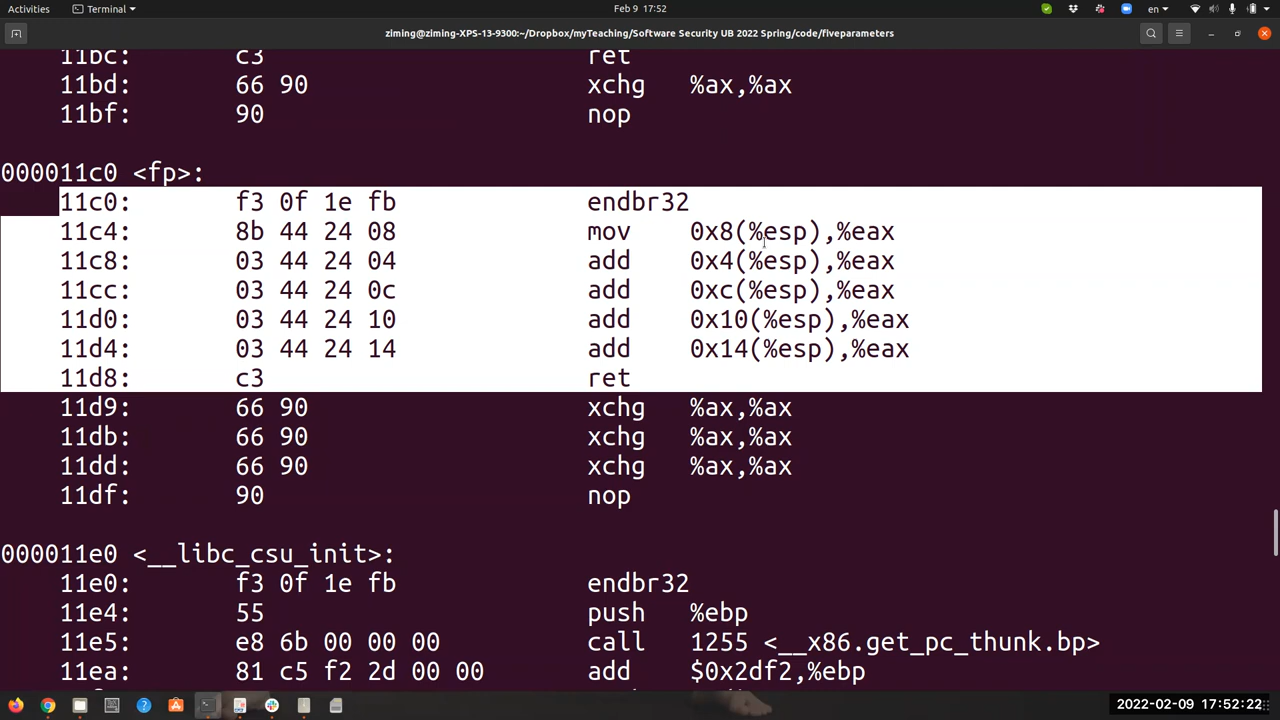 Activities Terminal Feb 9 17:52 en
ziming@ziming-XPS-13-9300:~/Dropbox/myTeaching/Software Security UB 2022 Spring/code/fiveparameters
11bc: c3 ret
11bd: 66 90 xchg %ax,%ax
11bf: 90 nop
000011c0 <fp>:
11c0: f3 0f 1e fb endbr32
11c4: 8b 44 24 08 mov 0x8(%esp),%eax
11c8: 03 44 24 04 add 0x4(%esp),%eax
11cc: 03 44 24 0c add 0xc(%esp),%eax
11d0: 03 44 24 10 add 0x10(%esp),%eax
11d4: 03 44 24 14 add 0x14(%esp),%eax
11d8: c3 ret
11d9: 66 90 xchg %ax,%ax
11db: 66 90 xchg %ax,%ax
11dd: 66 90 xchg %ax,%ax
11df: 90 nop
000011e0 <__libc_csu_init>:
11e0: f3 0f 1e fb endbr32
11e4: 55 push %ebp
11e5: e8 6b 00 00 00 call 1255 <__x86.get_pc_thunk.bp>
11ea: 81 c5 f2 2d 00 00 add $0x2df2,%ebp
2022-02-09 17:52:22